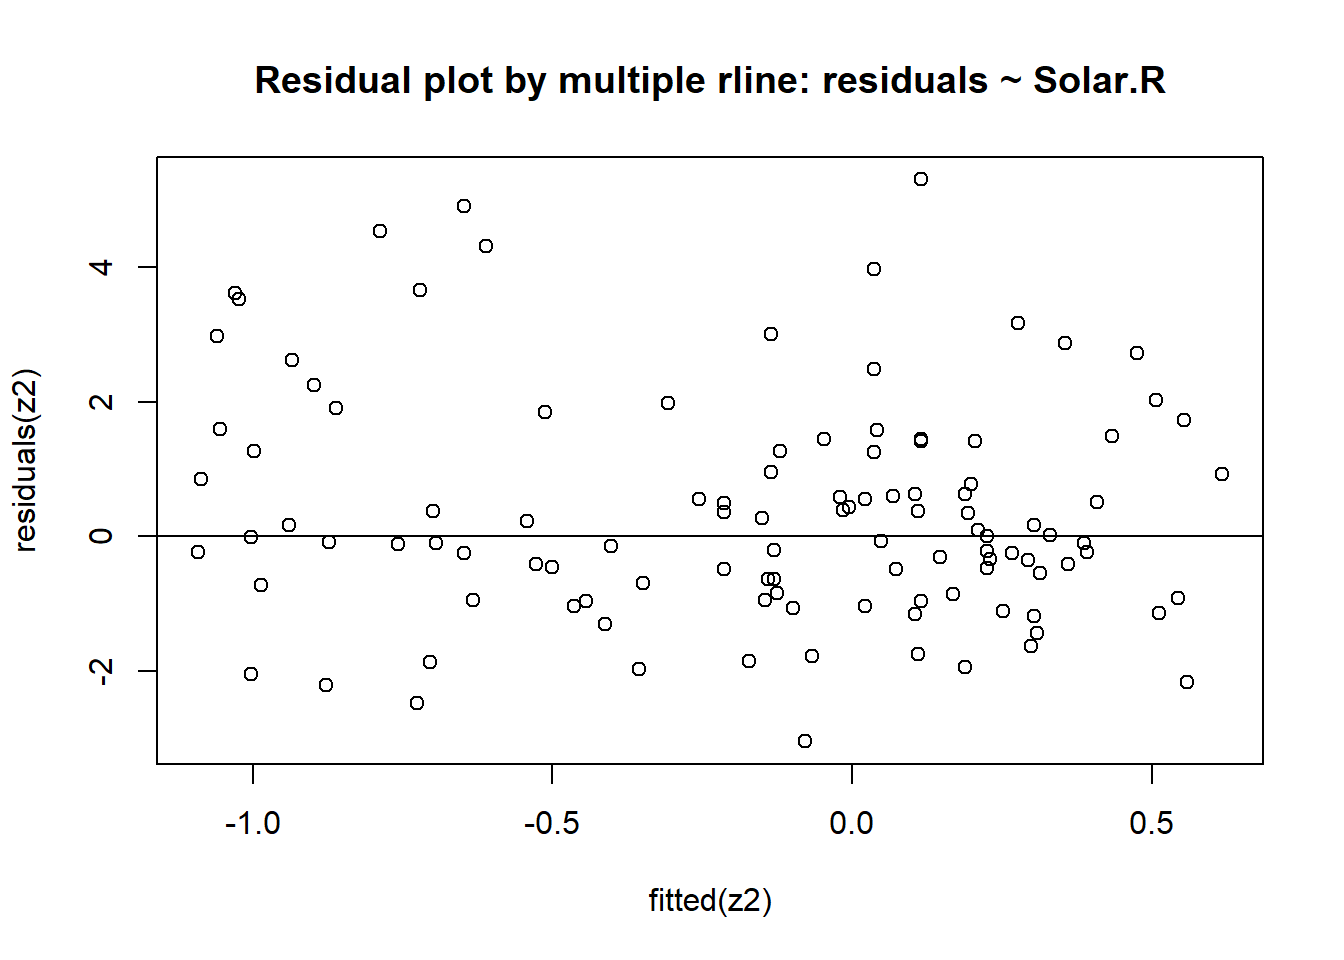 Residual plot by multiple rline: residuals ~ Solar.R
residuals(z2)
4
2
0
-2
-1.0
-0.5
0.0
0.5
fitted(z2)